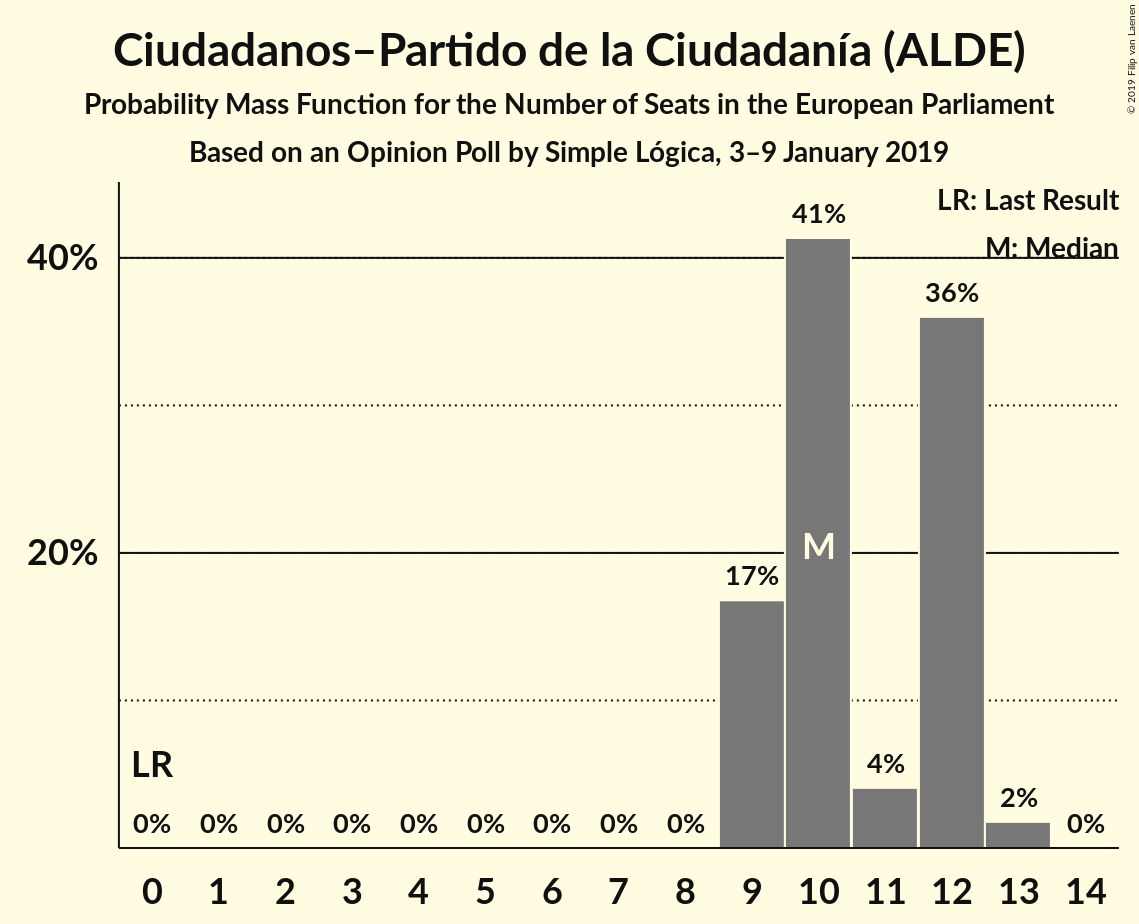 Ciudadanos–Partido de la Ciudadanía (ALDE)
Probability Mass Function for the Number of Seats in the European Parliament
Based on an Opinion Poll by Simple Lógica, 3–9 January 2019
© 2019 Filip van Laenen
LR: Last Result
M: Median
41%
40%
36%
M
20%
17%
LR
4%
2%
0% 0% 0% 0% 0% 0% 0% 0% 0% 0%
0 1 2 3 4 5 6 7 8 9 10 11 12 13 14